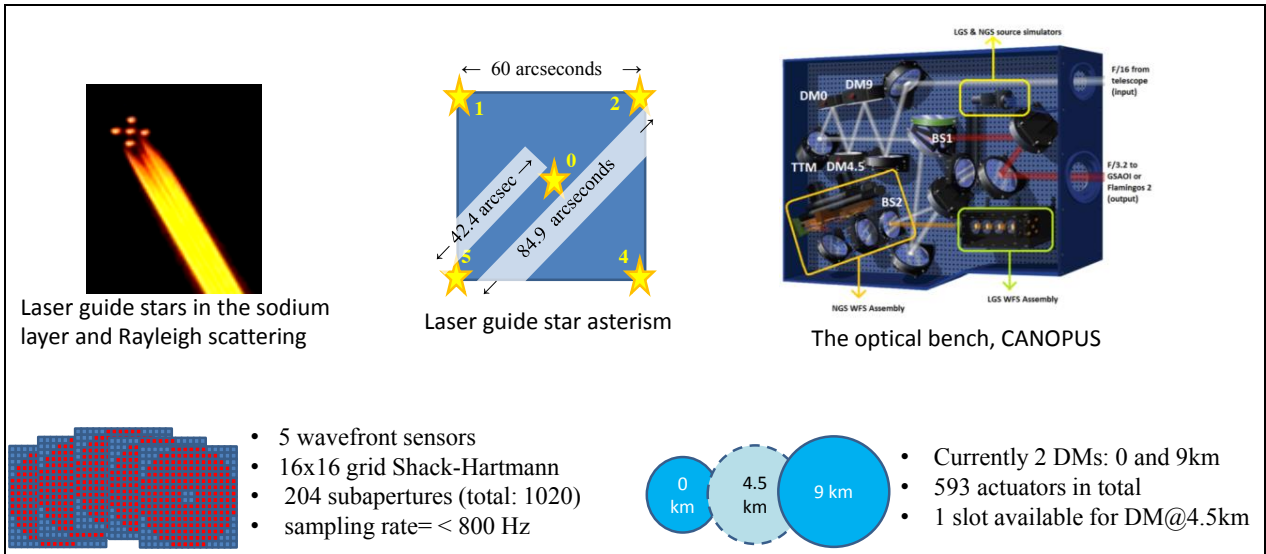 Laser guide stars in the sodium
layer and Rayleigh scattering
← 60 arcseconds →
1
2
0
5
4
← 42.4 arcsec →
← 84.9 arcseconds →
Laser guide star asterism
LGS & NGS source simulators
F/16 from
telescope
(input)
DM0
DM9
BS1
TTM
DM4.5
BS2
F/3.2 to
GSAOI or
Flamingos 2
(output)
NGS WFS Assembly
LGS WFS Assembly
The optical bench, CANOPUS
• 5 wavefront sensors
• 16x16 grid Shack-Hartmann
• 204 subapertures (total: 1020)
• sampling rate= < 800 Hz
0
km
4.5
km
9 km
• Currently 2 DMs: 0 and 9km
• 593 actuators in total
• 1 slot available for DM@4.5km